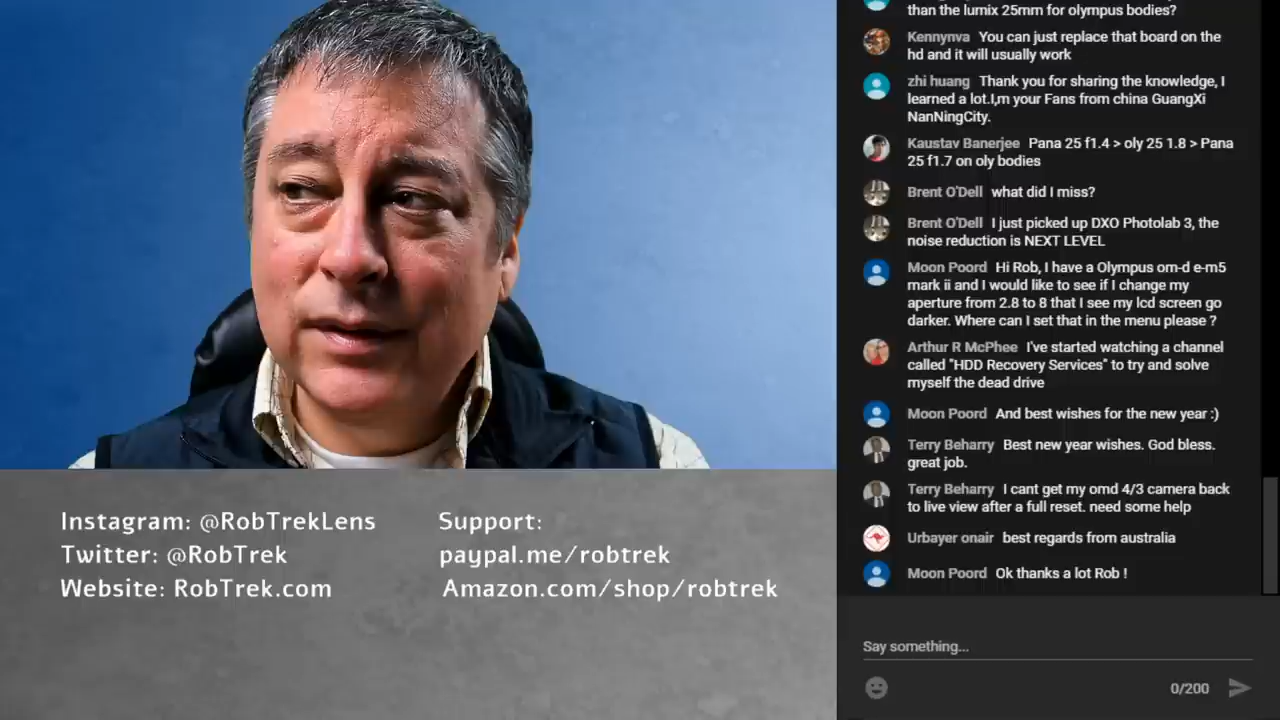 Instagram: @RobTrekLens
Twitter: @RobTrek
Website: RobTrek.com
Support:
paypal.me/robtrek
Amazon.com/shop/robtrek
than the lumix 25mm for olympus bodies?
Kennynva You can just replace that board on the
hd and it will usually work
zhi huang Thank you for sharing the knowledge, I
learned a lot.I,m your Fans from china GuangXi
NanNingCity.
Kaustav Banerjee Pana 25 f1.4 > oly 25 1.8 > Pana
25 f1.7 on oly bodies
Brent O'Dell what did I miss?
Brent O'Dell I just picked up DXO Photolab 3, the
noise reduction is NEXT LEVEL
Moon Poord Hi Rob, I have a Olympus om-d e-m5
mark ii and I would like to see if I change my
aperture from 2.8 to 8 that I see my lcd screen go
darker. Where can I set that in the menu please ?
Arthur R McPhee I've started watching a channel
called "HDD Recovery Services" to try and solve
myself the dead drive
Moon Poord And best wishes for the new year :)
Terry Beharry Best new year wishes. God bless.
great job.
Terry Beharry I cant get my omd 4/3 camera back
to live view after a full reset. need some help
Urbayer onair best regards from australia
Moon Poord Ok thanks a lot Rob !
Say something...
0/200